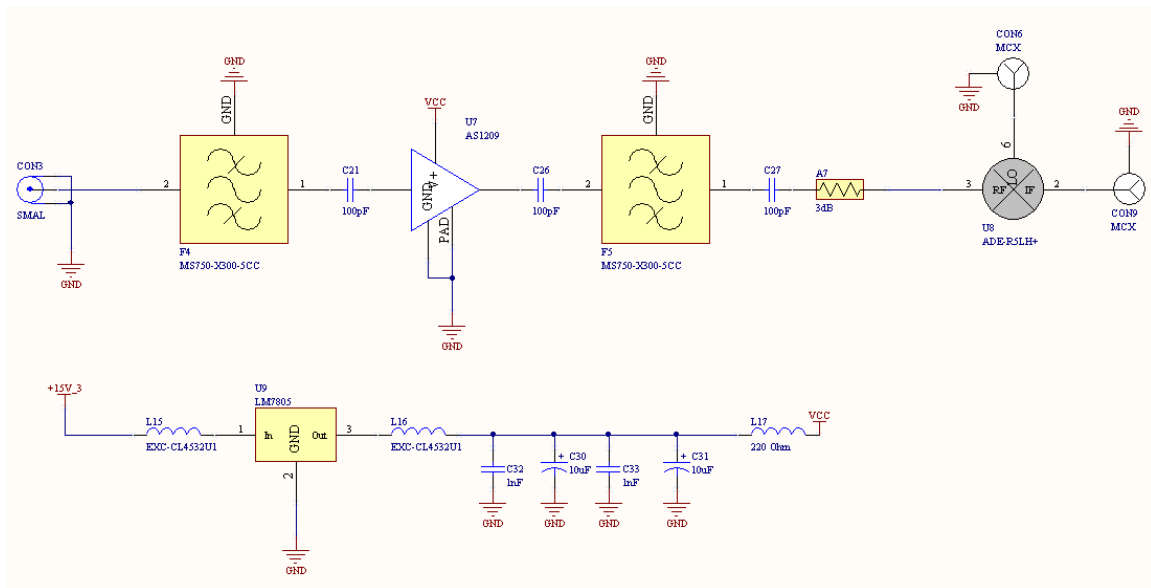 CON6
MCX
GND
GND
GND
GND
GND
VCC
U7
AS1209
GND
6
CON3
SMAL
2
1
C21
100pF
V+
GND
PAD
C26
100pF
2
1
C27
100pF
A7
3dB
3
LO
RF
IF
2
U8
ADE-R5LH+
CON9
MCX
F4
MS750-X300-5CC
F5
MS750-X300-5CC
GND
GND
+15V_3
L15
EXC-CL4532U1
U9
LM7805
1
In
GND
Out
3
2
GND
L16
EXC-CL4532U1
C32
1nF
GND
+ C30
10uF
GND
C33
1nF
GND
+ C31
10uF
GND
L17
220 Ohm
VCC